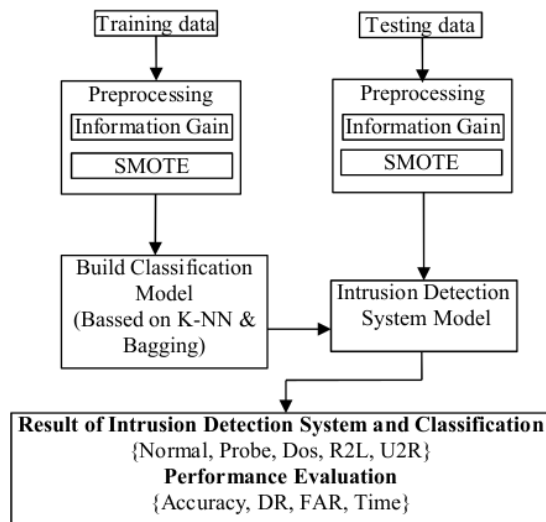 Training data
Testing data
Preprocessing
Information Gain
SMOTE
Preprocessing
Information Gain
SMOTE
Build Classification
Model
(Bassed on K-NN &
Bagging)
Intrusion Detection
System Model
Result of Intrusion Detection System and Classification
{Normal, Probe, Dos, R2L, U2R}
Performance Evaluation
{Accuracy, DR, FAR, Time}